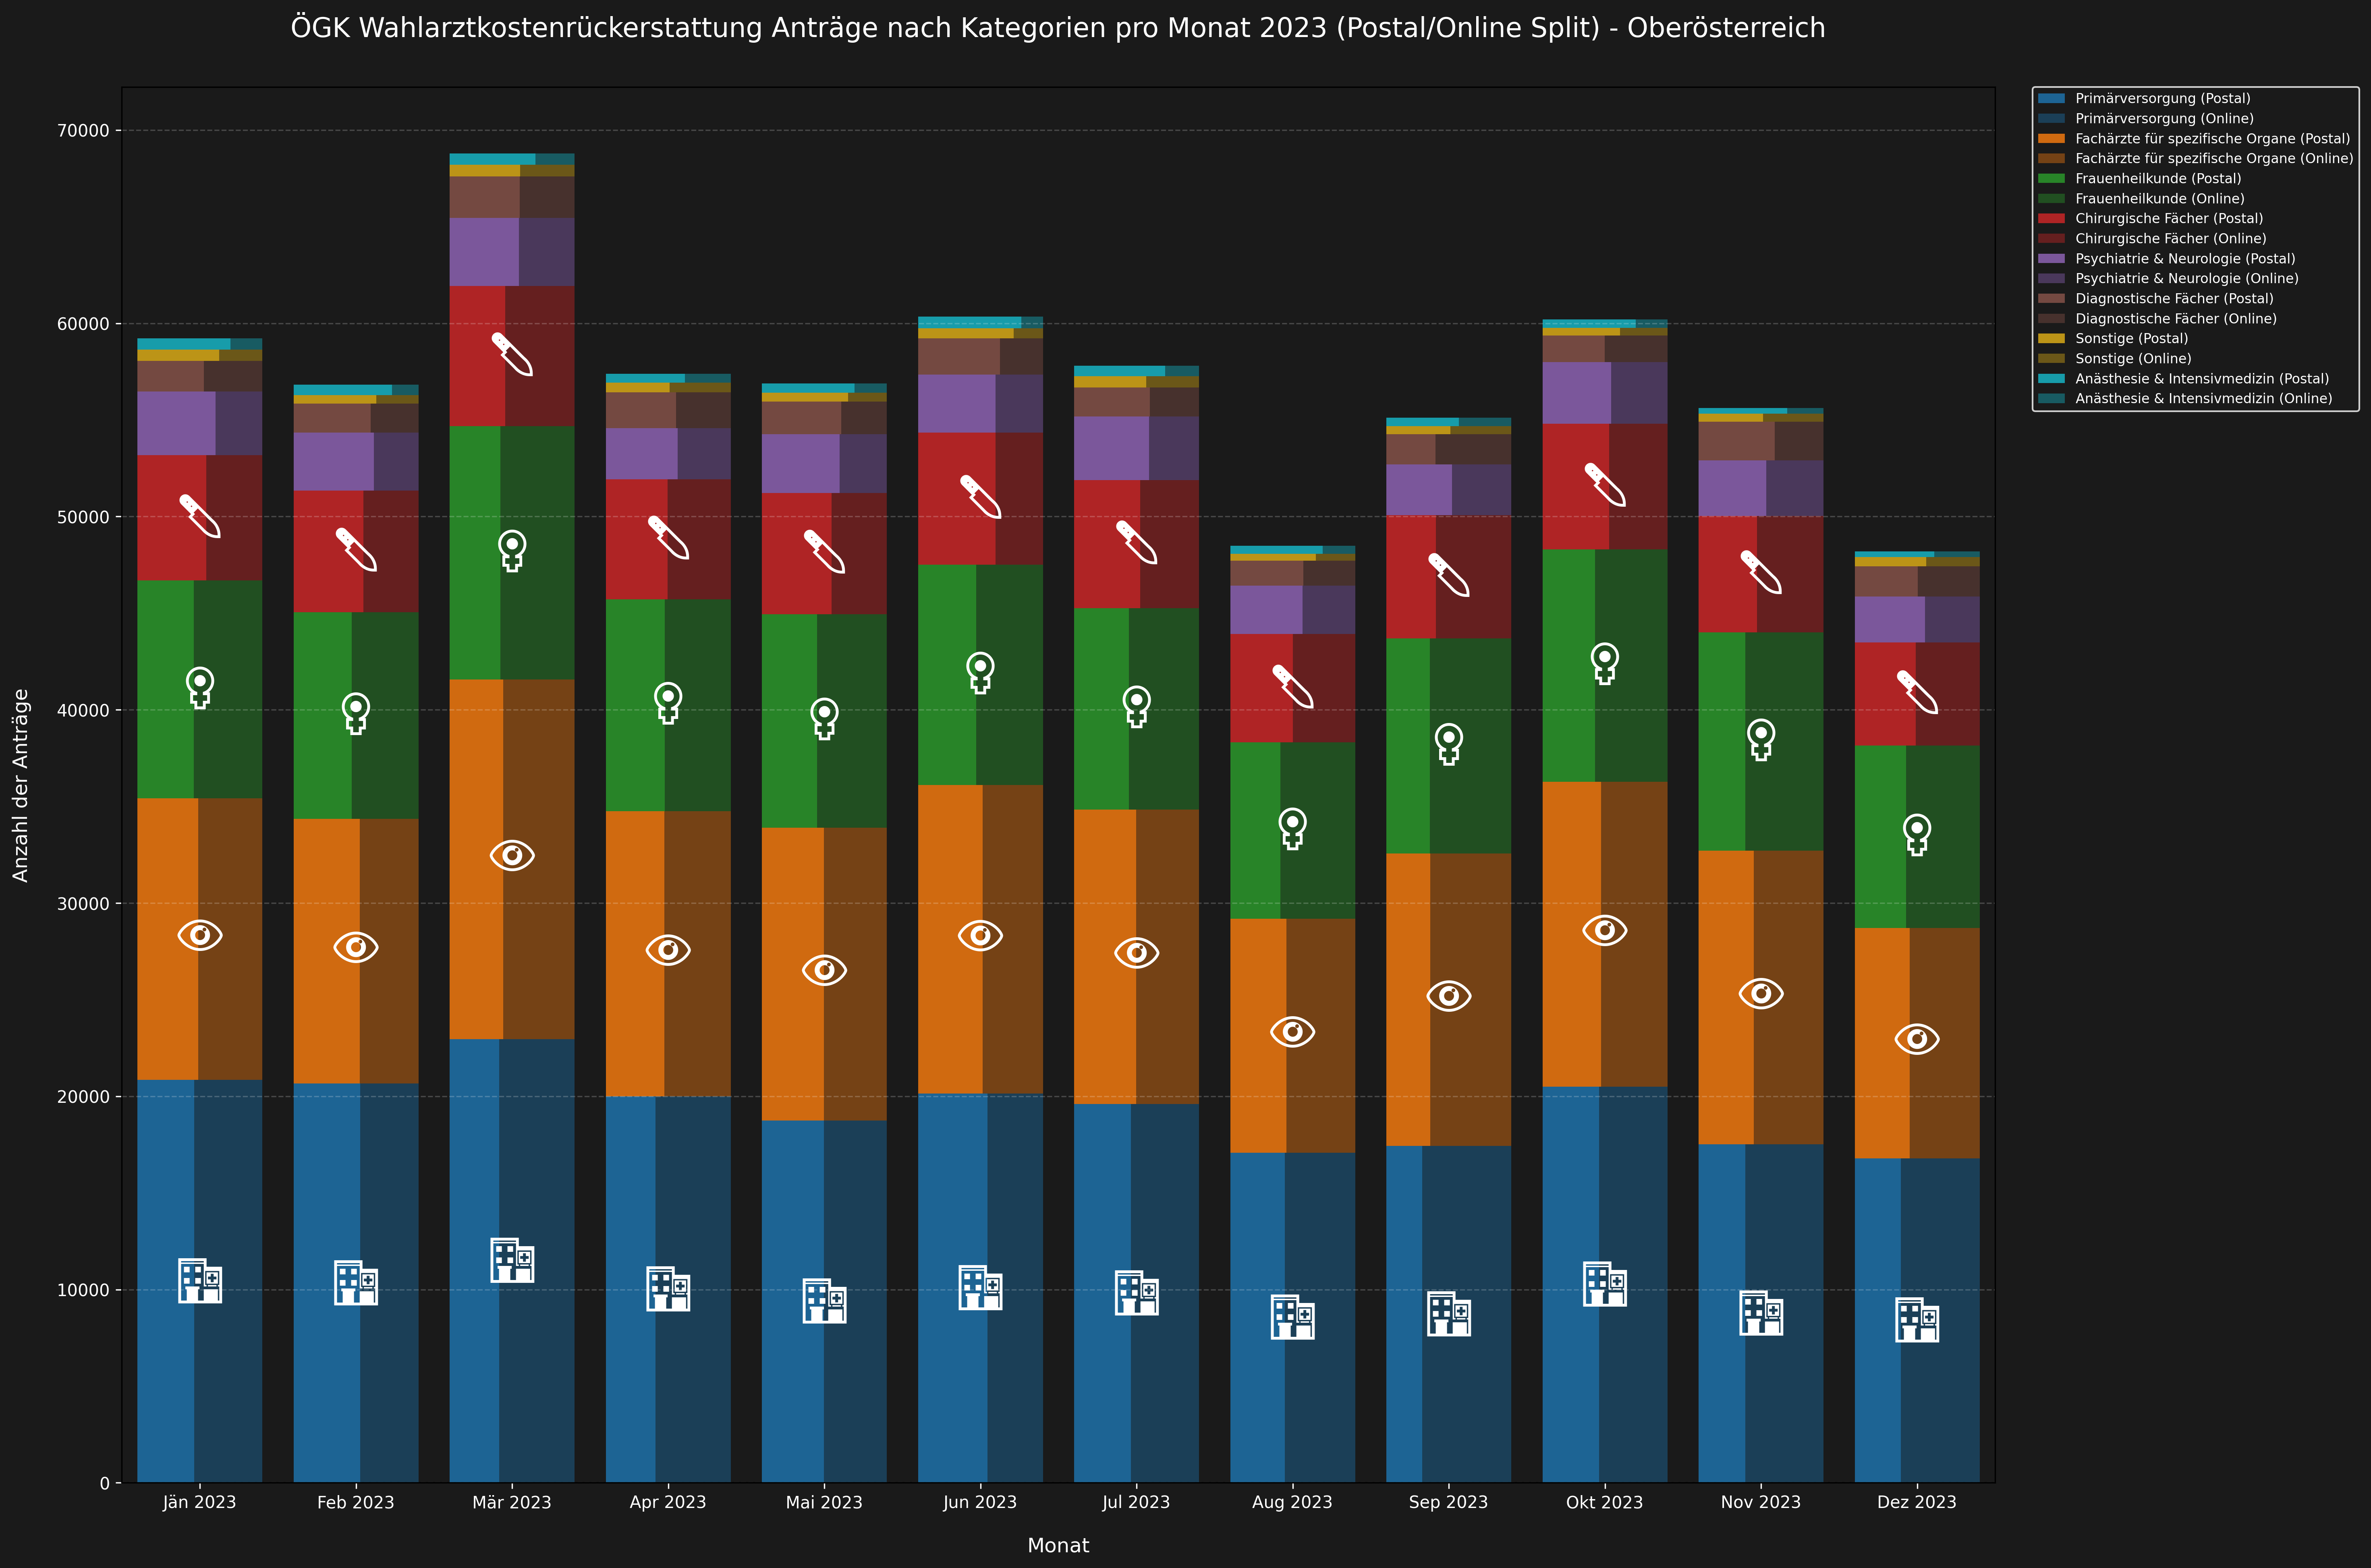 ÖGK Wahlarztkostenrückerstattung Anträge nach Kategorien pro Monat 2023 (Postal/Online Split) - Oberösterreich
Anzahl der Anträge
70000
60000
50000
40000
30000
20000
10000
0
Jän 2023
Feb 2023
Mär 2023
Apr 2023
Mai 2023
Jun 2023
Jul 2023
Aug 2023
Sep 2023
Okt 2023
Nov 2023
Dez 2023
Monat
Primärversorgung (Postal)
Primärversorgung (Online)
Fachärzte für spezifische Organe (Postal)
Fachärzte für spezifische Organe (Online)
Frauenheilkunde (Postal)
Frauenheilkunde (Online)
Chirurgische Fächer (Postal)
Chirurgische Fächer (Online)
Psychiatrie & Neurologie (Postal)
Psychiatrie & Neurologie (Online)
Diagnostische Fächer (Postal)
Diagnostische Fächer (Online)
Sonstige (Postal)
Sonstige (Online)
Anästhesie & Intensivmedizin (Postal)
Anästhesie & Intensivmedizin (Online)